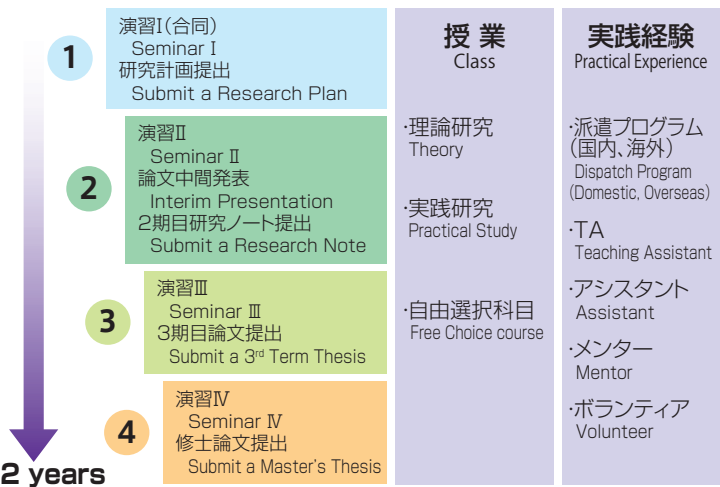 1
演習Ⅰ(合同)
Seminar Ⅰ
研究計画提出
Submit a Research Plan
2
演習Ⅱ
Seminar Ⅱ
論文中間発表
Interim Presentation
2期目研究ノート提出
Submit a Research Note
3
演習Ⅲ
Seminar Ⅲ
3期目論文提出
Submit a 3rd Term Thesis
4
演習Ⅳ
Seminar Ⅳ
修士論文提出
Submit a Master's Thesis
2 years
授 業
Class
·理論研究
Theory
·実践研究
Practical Study
·自由選択科目
Free Choice course
実践経験
Practical Experience
·派遣プログラム
(国内、海外)
Dispatch Program
(Domestic, Overseas)
·TA
Teaching Assistant
·アシスタント
Assistant
·メンター
Mentor
·ボランティア
Volunteer